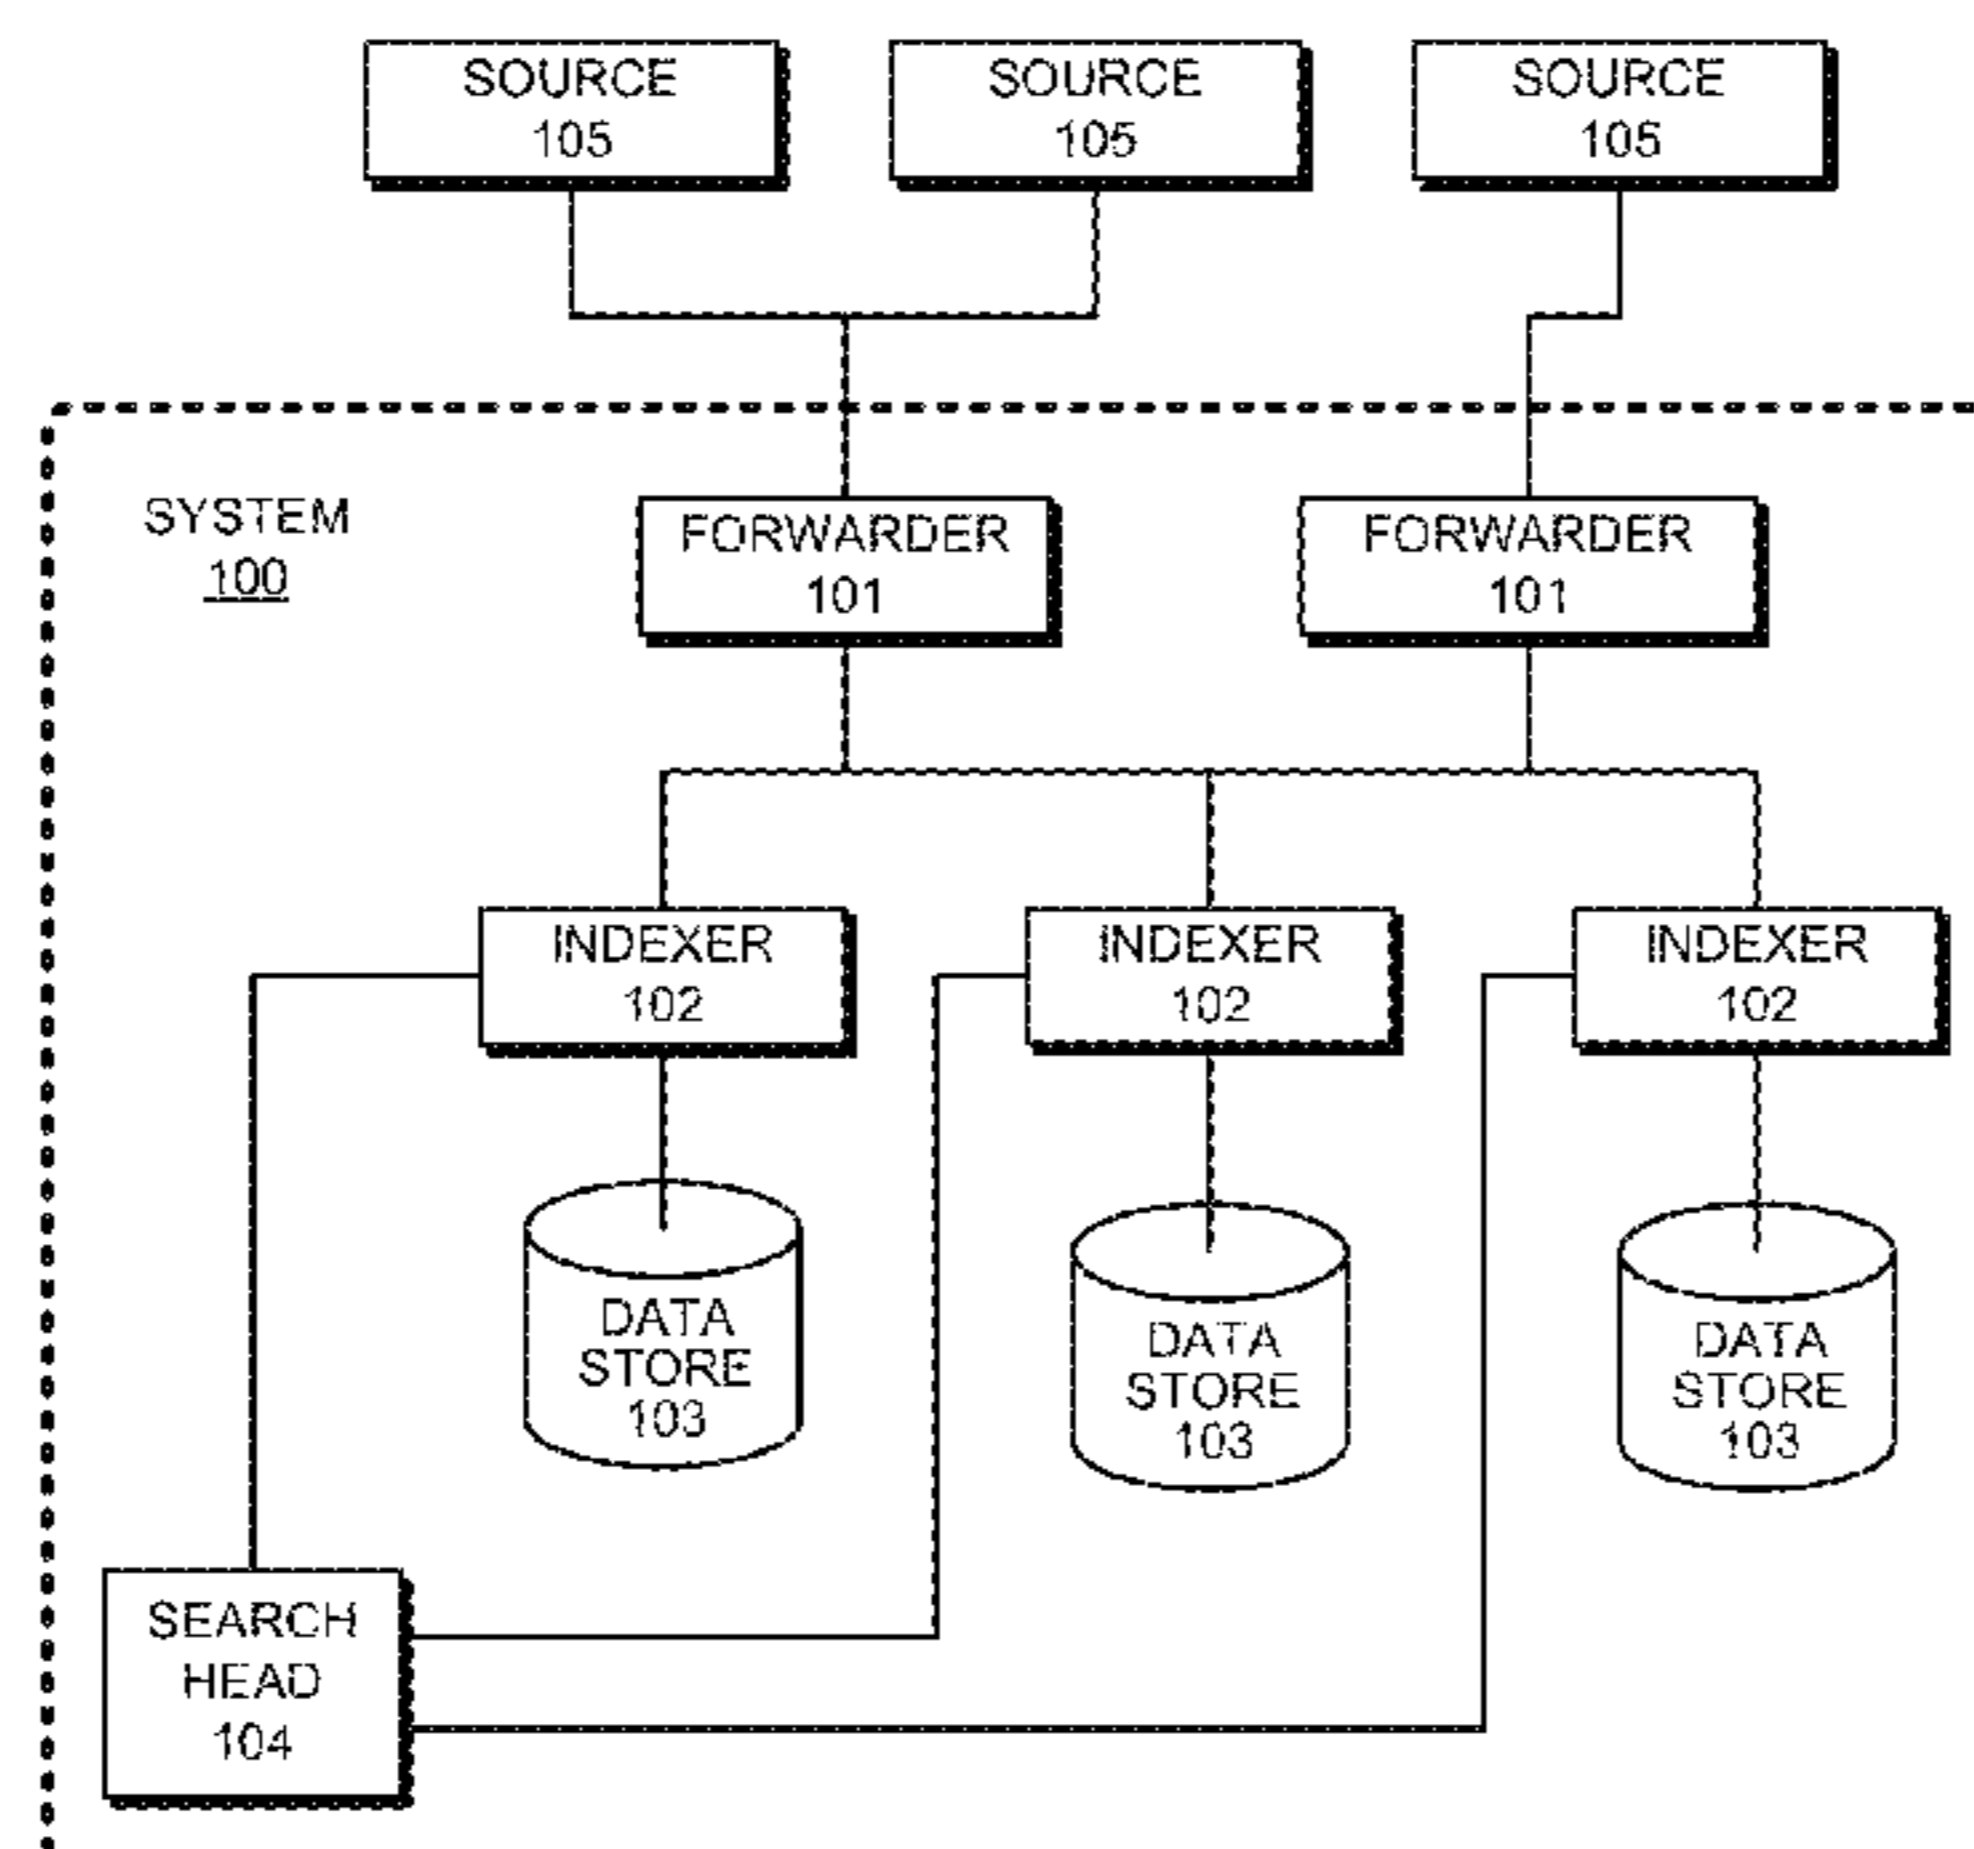 SOURCE
105
SOURCE
105
SOURCE
105
SYSTEM
100
FORWARDER
101
FORWARDER
101
INDEXER
102
INDEXER
102
INDEXER
102
DATA
STORE
103
DATA
STORE
103
DATA
STORE
103
SEARCH
HEAD
104